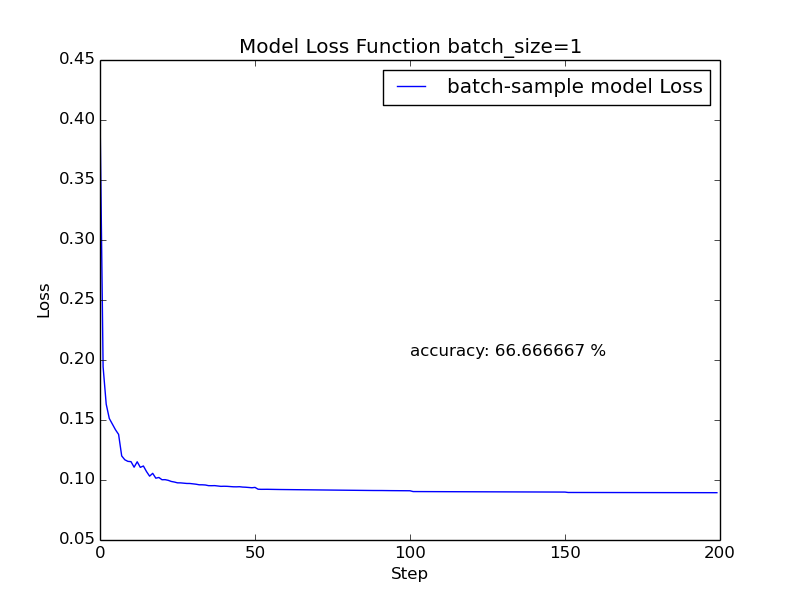 Model Loss Function batch_size=1
batch-sample model Loss
0.45
0.40
0.35
0.30
0.25
0.20
0.15
0.10
0.05
Loss
accuracy: 66.666667 %
0 50 100 150 200
Step